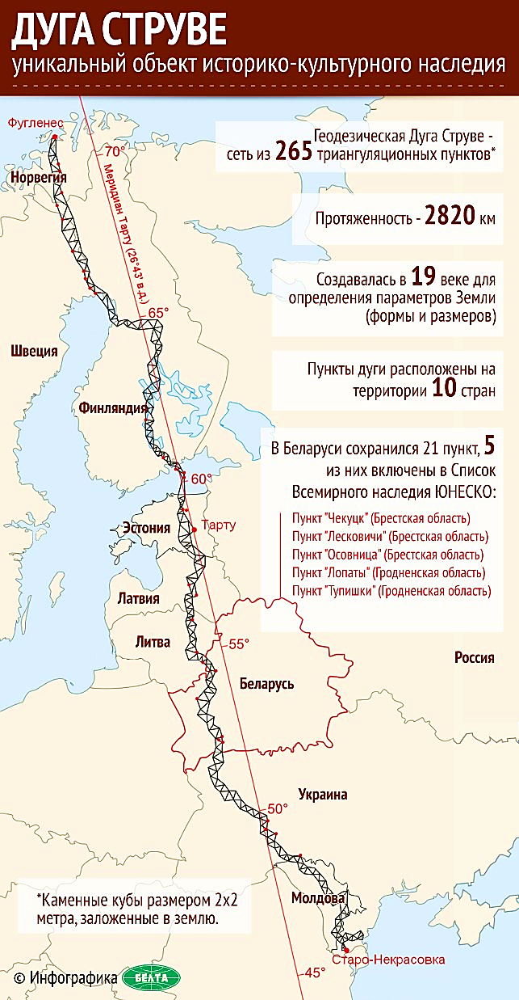 ДУГА СТРУВЕ
уникальный объект историко-культурного наследия
Фугленес
70°
Норвегия
Меридиан Тарту (26°43' в.д.)
Геодезическая Дуга Струве -
сеть из 265 триангуляционных пунктов*
Протяженность - 2820 км
Создавалась в 19 веке для
определения параметров Земли
(формы и размеров)
65°
Швеция
Пункты дуги расположены на
территории 10 стран
Финляндия
В Беларуси сохранился 21 пункт, 5
из них включены в Список
Всемирного наследия ЮНЕСКО:
60°
Пункт "Чекуцк" (Брестская область)
Пункт "Лесковичи" (Брестская область)
Пункт "Осовница" (Брестская область)
Пункт "Лопаты" (Гродненская область)
Пункт "Тупишки" (Гродненская область)
Эстония
Тарту
Латвия
Литва
55°
Россия
Беларусь
Украина
50°
Молдова
*Каменные кубы размером 2х2
метра, заложенные в землю.
Старо-Некрасовка
45°
© Инфографика БЕЛТА